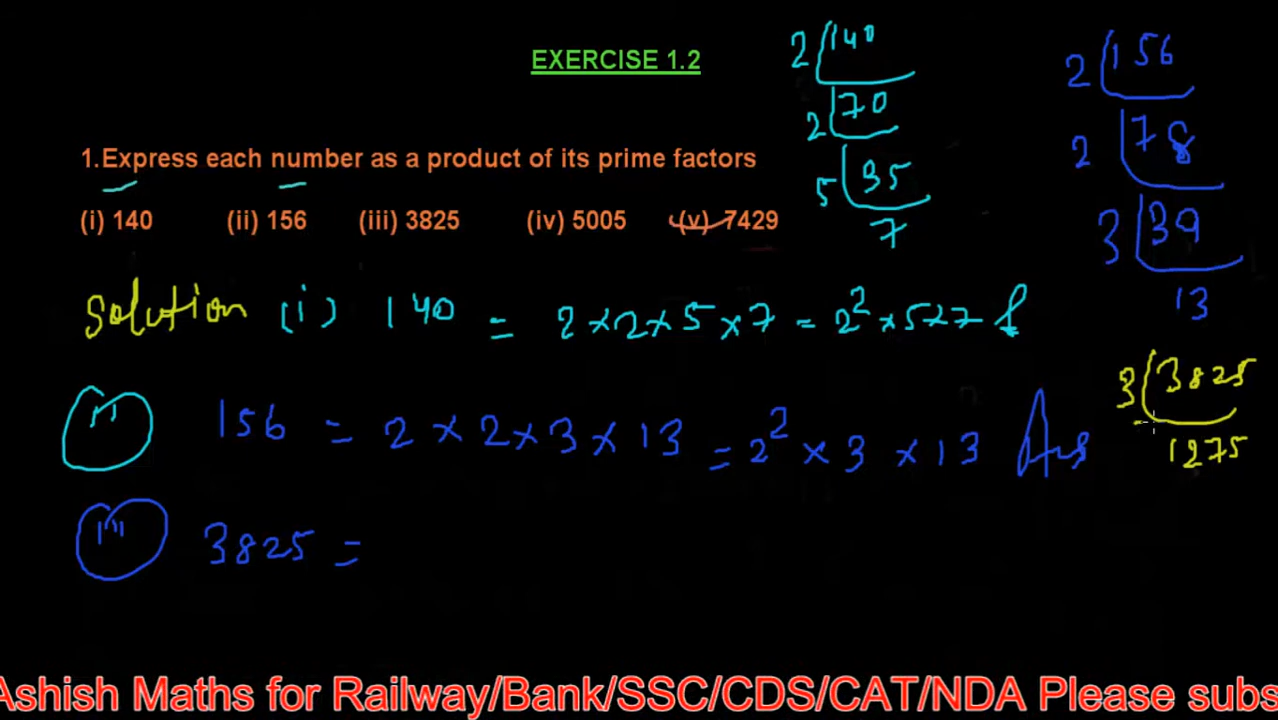 EXERCISE 1.2
1.Express each number as a product of its prime factors
(i) 140 (ii) 156 (iii) 3825 (iv) 5005 (v) 7429
2 140
2 70
5 35
7
2 156
2 78
3 39
13
Solution (i) 140 = 2×2×5×7 = 2²×5×7
(ii) 156 = 2 × 2 × 3 × 13 = 2² × 3 × 13 Ans
3 3825
1275
(iii) 3825 =
Ashish Maths for Railway/Bank/SSC/CDS/CAT/NDA Please subs